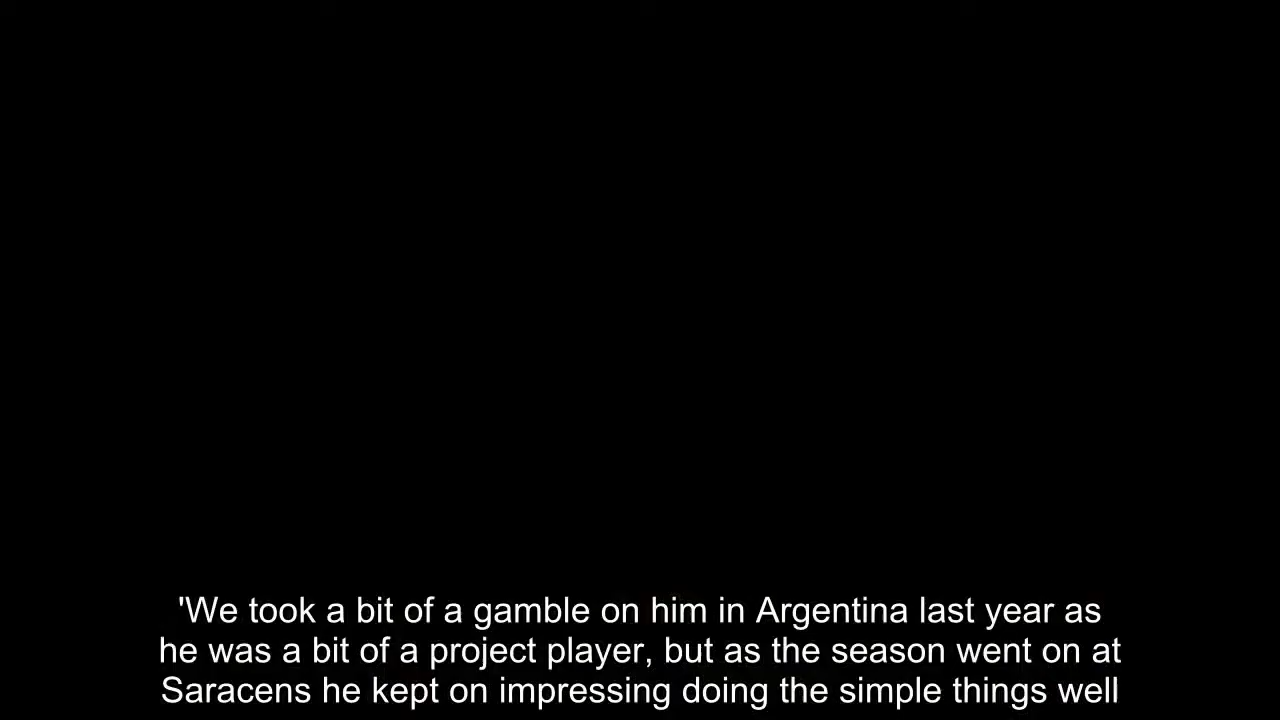 'We took a bit of a gamble on him in Argentina last year as
he was a bit of a project player, but as the season went on at
Saracens he kept on impressing doing the simple things well